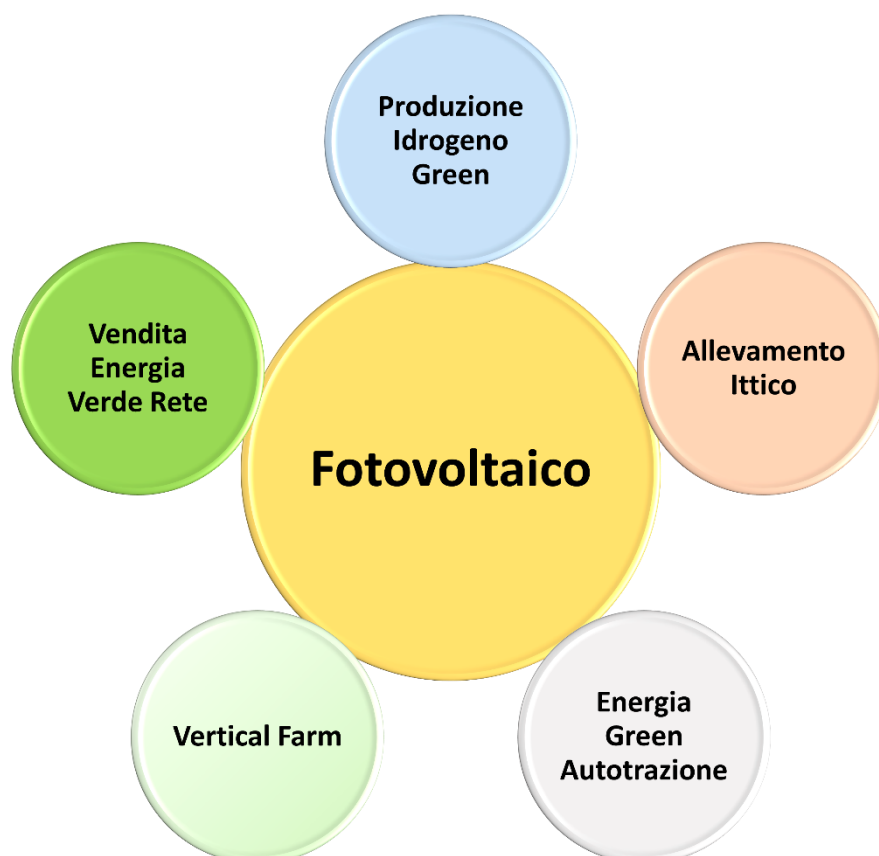 Produzione
Idrogeno
Green
Vendita
Energia
Verde Rete
Allevamento
Ittico
Fotovoltaico
Vertical Farm
Energia
Green
Autotrazione